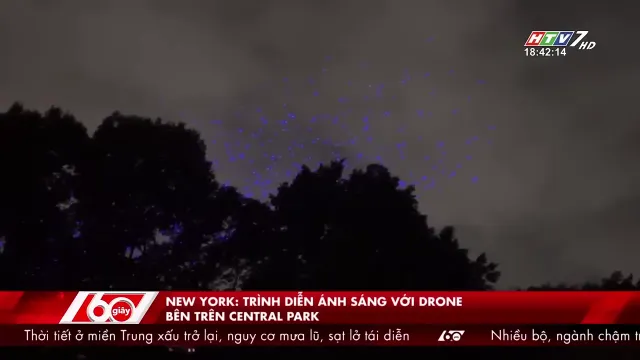 HTV7 HD
18:42:14
60 giây
NEW YORK: TRÌNH DIỄN ÁNH SÁNG VỚI DRONE
BÊN TRÊN CENTRAL PARK
Thời tiết ở miền Trung xấu trở lại, nguy cơ mưa lũ, sạt lở tái diễn 60 Nhiều bộ, ngành chậm t